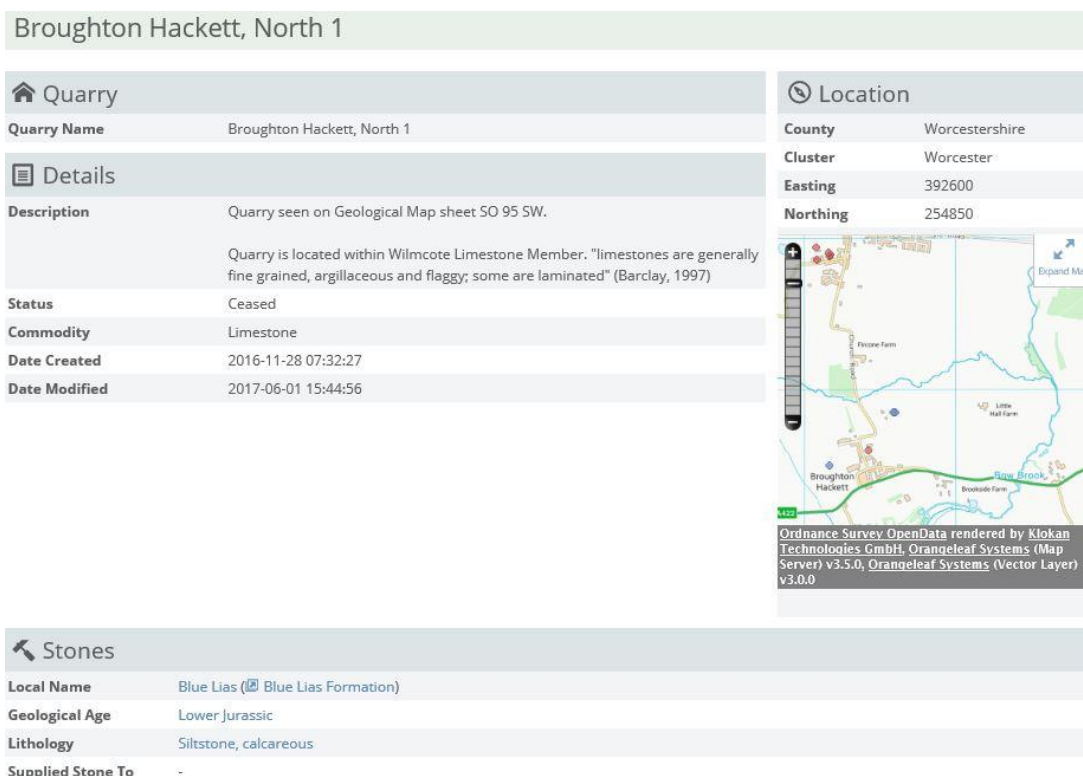 Broughton Hackett, North 1
Quarry
Quarry Name Broughton Hackett, North 1
Details
Description Quarry seen on Geological Map sheet SO 95 SW.
Quarry is located within Wilmcote Limestone Member. "limestones are generally
fine grained, argillaceous and flaggy; some are laminated" (Barclay, 1997)
Status Ceased
Commodity Limestone
Date Created 2016-11-28 07:32:27
Date Modified 2017-06-01 15:44:56
Location
County Worcestershire
Cluster Worcester
Easting 392600
Northing 254850
Expand Ma
Church Road
Fircone Farm
Little
Hall Farm
Broughton
Hackett
Bow Brook
Brookside Farm
A422
Ordnance Survey OpenData rendered by Klokan
Technologies GmbH, Orangeleaf Systems (Map
Server) v3.5.0, Orangeleaf Systems (Vector Layer)
v3.0.0
Stones
Local Name Blue Lias (Blue Lias Formation)
Geological Age Lower Jurassic
Lithology Siltstone, calcareous
Supplied Stone To -